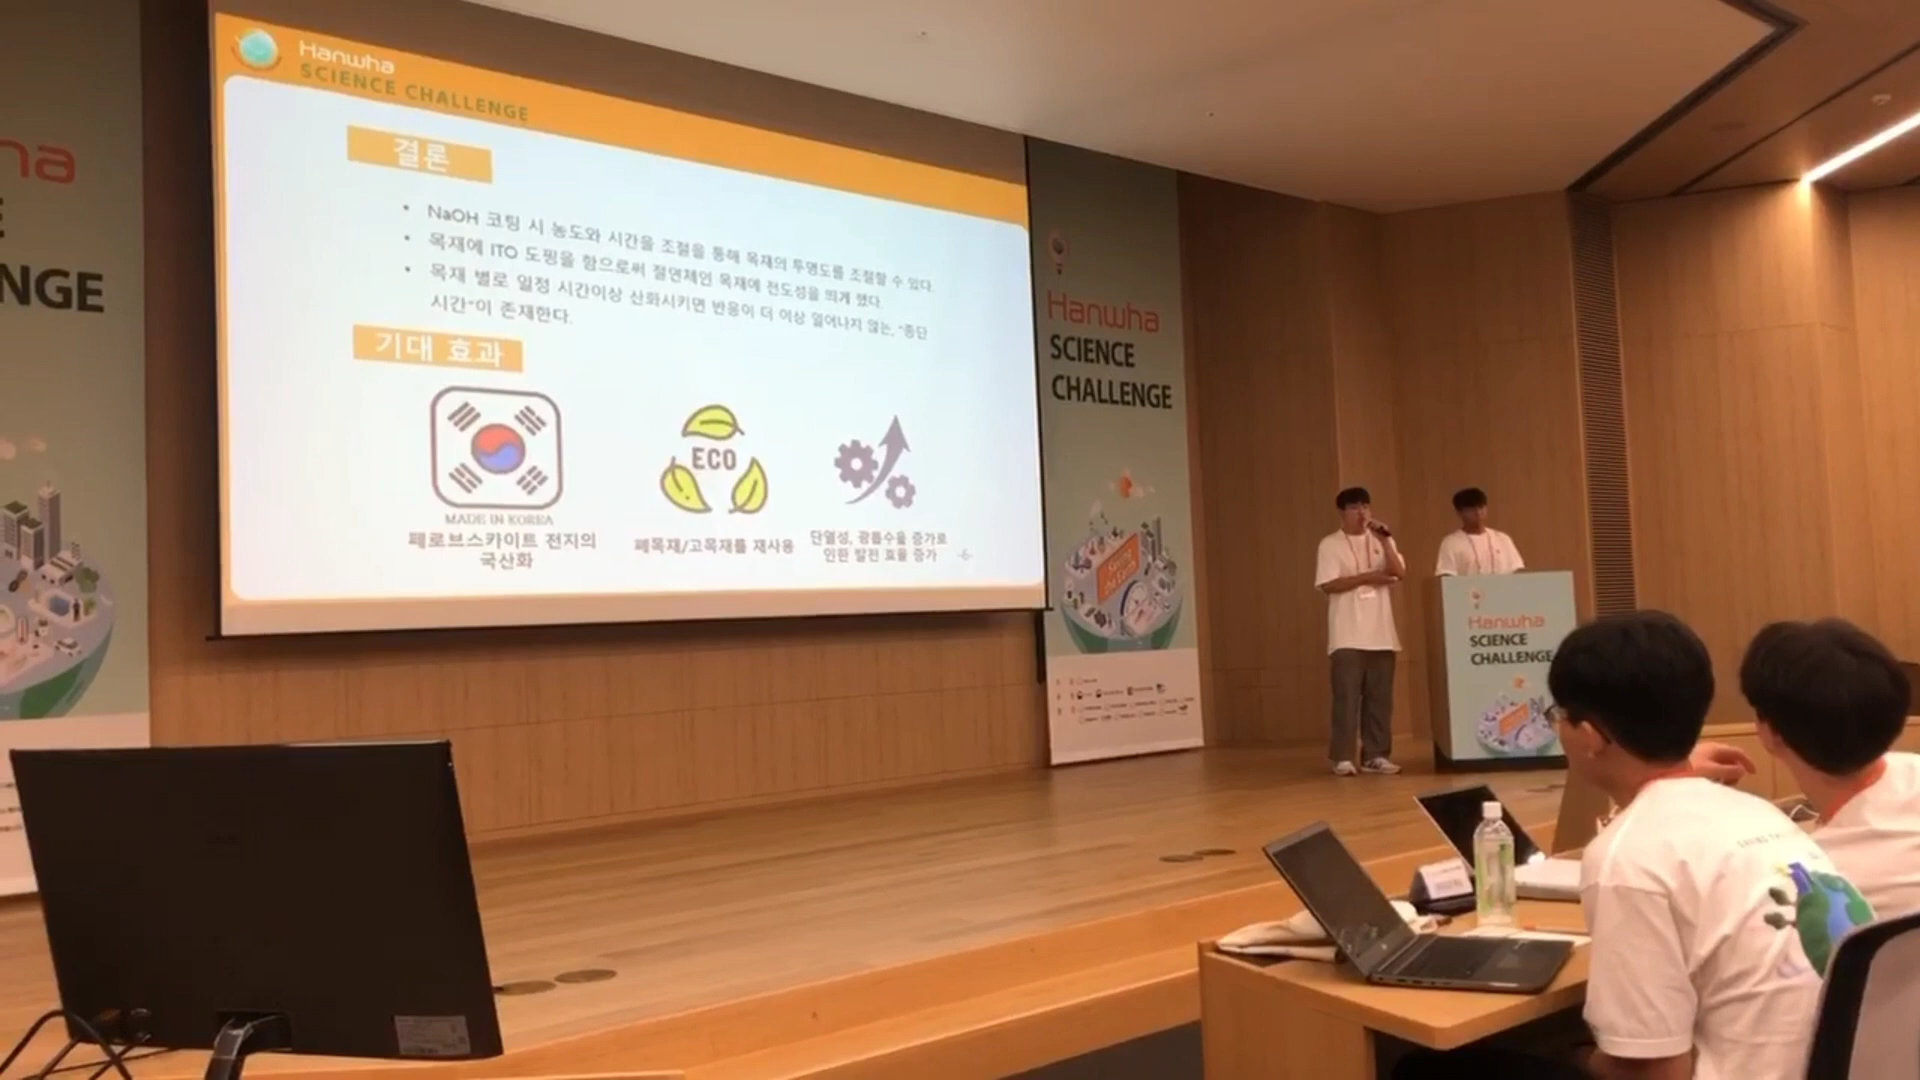 Hanwha
SCIENCE CHALLENGE
결론
• NaOH 코팅 시 농도와 시간을 조절을 통해 목재의 투명도를 조절할 수 있다.
• 목재에 ITO 도핑을 함으로써 절연체인 목재에 전도성을 띄게 했다.
• 목재 별로 일정 시간이상 산화시키면 반응이 더 이상 일어나지 않는, "종단
시간"이 존재한다.
기대 효과
ECO
MADE IN KOREA
페로브스카이트 전지의
국산화
폐목재/고목재를 재사용
단열성, 광흡수율 증가로
인한 발전 효율 증가
-6-
ha
E
NGE
Hanwha
SCIENCE
CHALLENGE
Saving
the Earth
Hanwha
SCIENCE
CHALLENGE